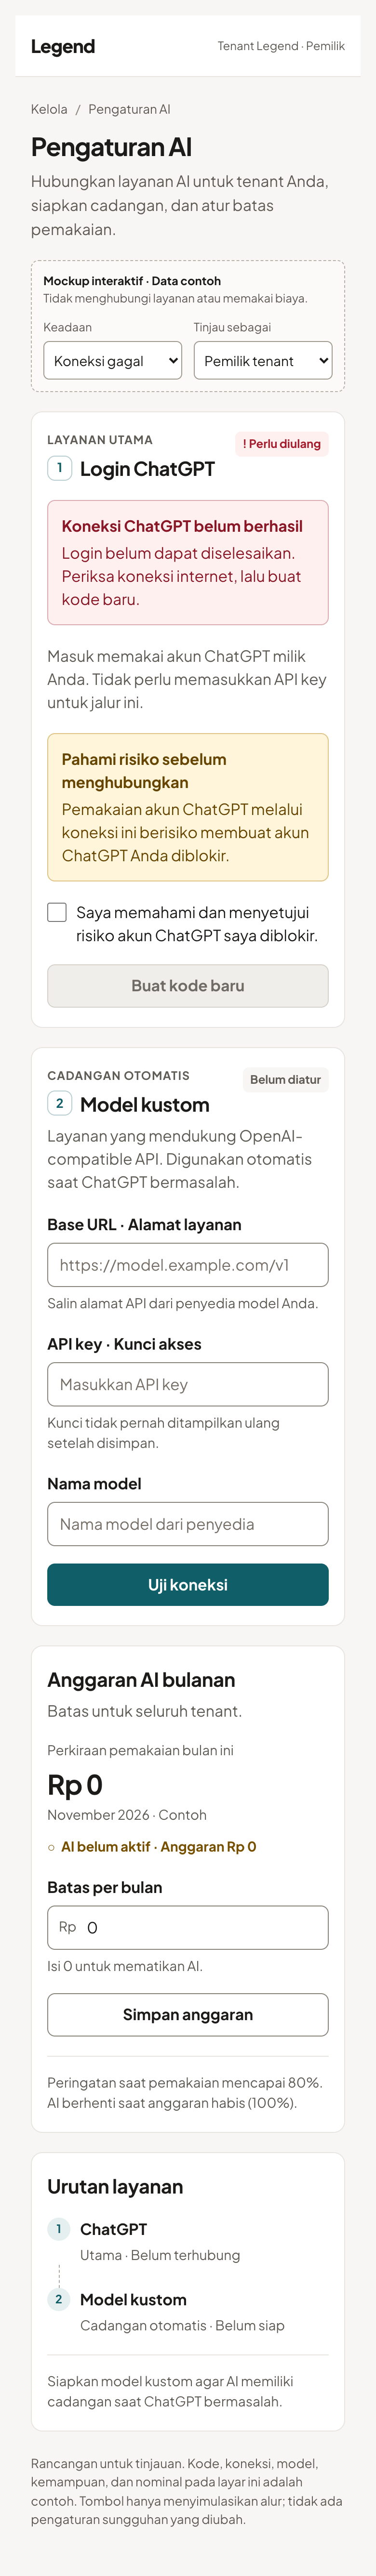 Legend
Tenant Legend · Pemilik
Kelola / Pengaturan AI
Pengaturan AI
Hubungkan layanan AI untuk tenant Anda,
siapkan cadangan, dan atur batas
pemakaian.
Mockup interaktif · Data contoh
Tidak menghubungi layanan atau memakai biaya.
Keadaan
Tinjau sebagai
Koneksi gagal
Pemilik tenant
LAYANAN UTAMA
! Perlu diulang
1 Login ChatGPT
Koneksi ChatGPT belum berhasil
Login belum dapat diselesaikan.
Periksa koneksi internet, lalu buat
kode baru.
Masuk memakai akun ChatGPT milik
Anda. Tidak perlu memasukkan API key
untuk jalur ini.
Pahami risiko sebelum
menghubungkan
Pemakaian akun ChatGPT melalui
koneksi ini berisiko membuat akun
ChatGPT Anda diblokir.
Saya memahami dan menyetujui
risiko akun ChatGPT saya diblokir.
Buat kode baru
CADANGAN OTOMATIS
Belum diatur
2 Model kustom
Layanan yang mendukung OpenAI-
compatible API. Digunakan otomatis
saat ChatGPT bermasalah.
Base URL · Alamat layanan
https://model.example.com/v1
Salin alamat API dari penyedia model Anda.
API key · Kunci akses
Masukkan API key
Kunci tidak pernah ditampilkan ulang
setelah disimpan.
Nama model
Nama model dari penyedia
Uji koneksi
Anggaran AI bulanan
Batas untuk seluruh tenant.
Perkiraan pemakaian bulan ini
Rp 0
November 2026 · Contoh
○ AI belum aktif · Anggaran Rp 0
Batas per bulan
Rp 0
Isi 0 untuk mematikan AI.
Simpan anggaran
Peringatan saat pemakaian mencapai 80%.
AI berhenti saat anggaran habis (100%).
Urutan layanan
1 ChatGPT
Utama · Belum terhubung
2 Model kustom
Cadangan otomatis · Belum siap
Siapkan model kustom agar AI memiliki
cadangan saat ChatGPT bermasalah.
Rancangan untuk tinjauan. Kode, koneksi, model,
kemampuan, dan nominal pada layar ini adalah
contoh. Tombol hanya menyimulasikan alur; tidak ada
pengaturan sungguhan yang diubah.